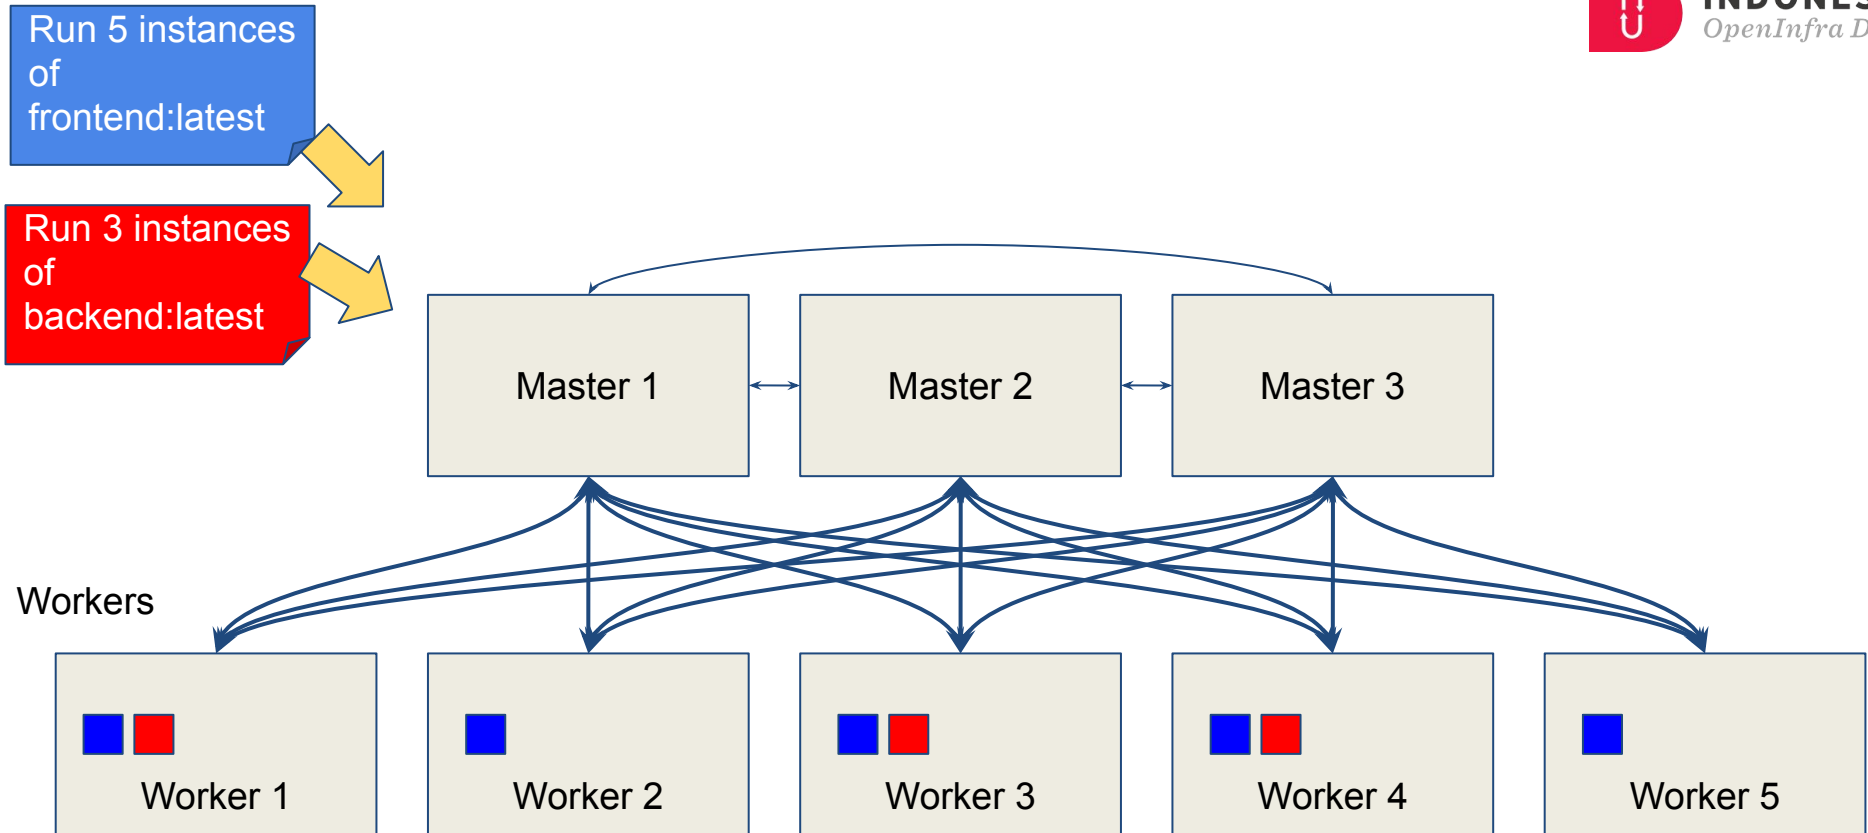 Run 5 instances
of
frontend:latest
OpenInfra D
Run 3 instances
of
backend:latest
Master 1
Master 2
Master 3
Workers
Worker 1
Worker 2
Worker 3
Worker 4
Worker 5